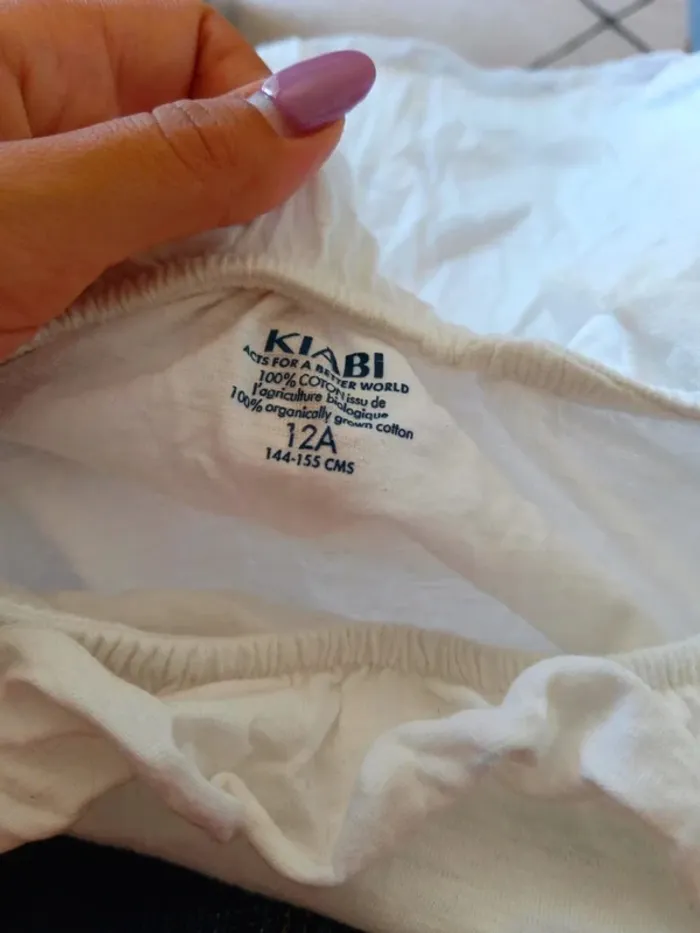 KIABI
ACTS FOR A BETTER WORLD
100% COTON issu de
l'agriculture biologique
100% organically grown cotton
12A
144-155 CMS